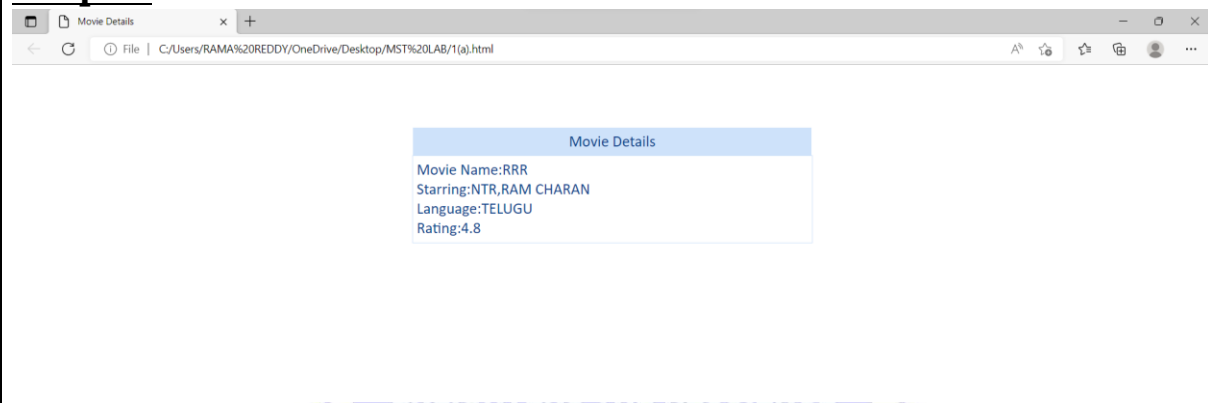 Movie Details
File | C:/Users/RAMA%20REDDY/OneDrive/Desktop/MST%20LAB/1(a).html
Movie Details
Movie Name:RRR
Starring:NTR,RAM CHARAN
Language:TELUGU
Rating:4.8